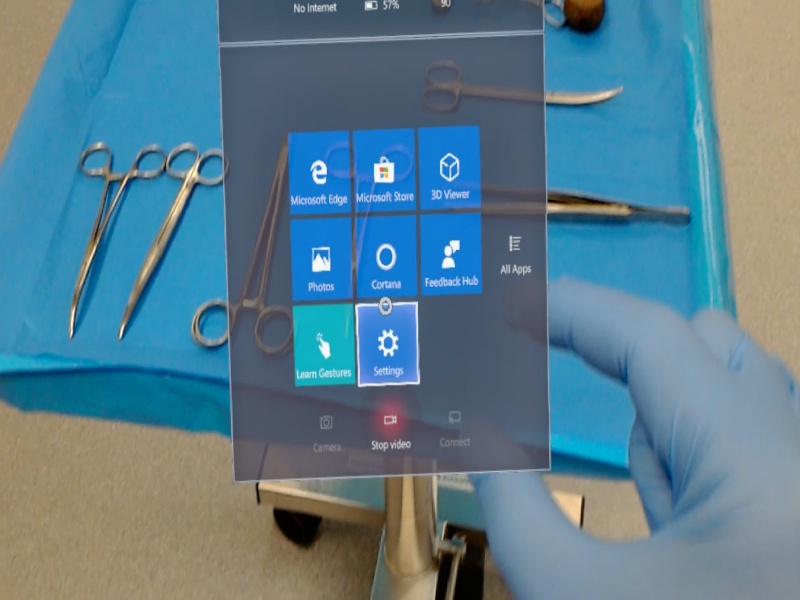 No Internet 57% 90
Microsoft Edge Microsoft Store 3D Viewer
Photos Cortana Feedback Hub All Apps
Learn Gestures Settings
Camera Stop video Connect